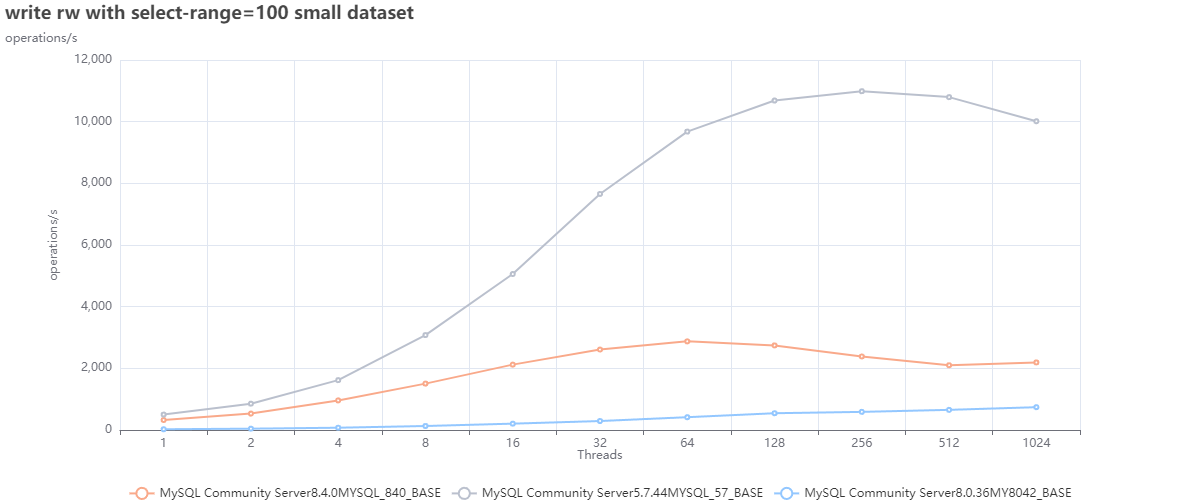 write rw with select-range=100 small dataset
operations/s
12,000
10,000
8,000
6,000
4,000
2,000
0
operations/s
1 2 4 8 16 32 64 128 256 512 1024
Threads
MySQL Community Server8.4.0MYSQL_840_BASE MySQL Community Server5.7.44MYSQL_57_BASE MySQL Community Server8.0.36MY8042_BASE